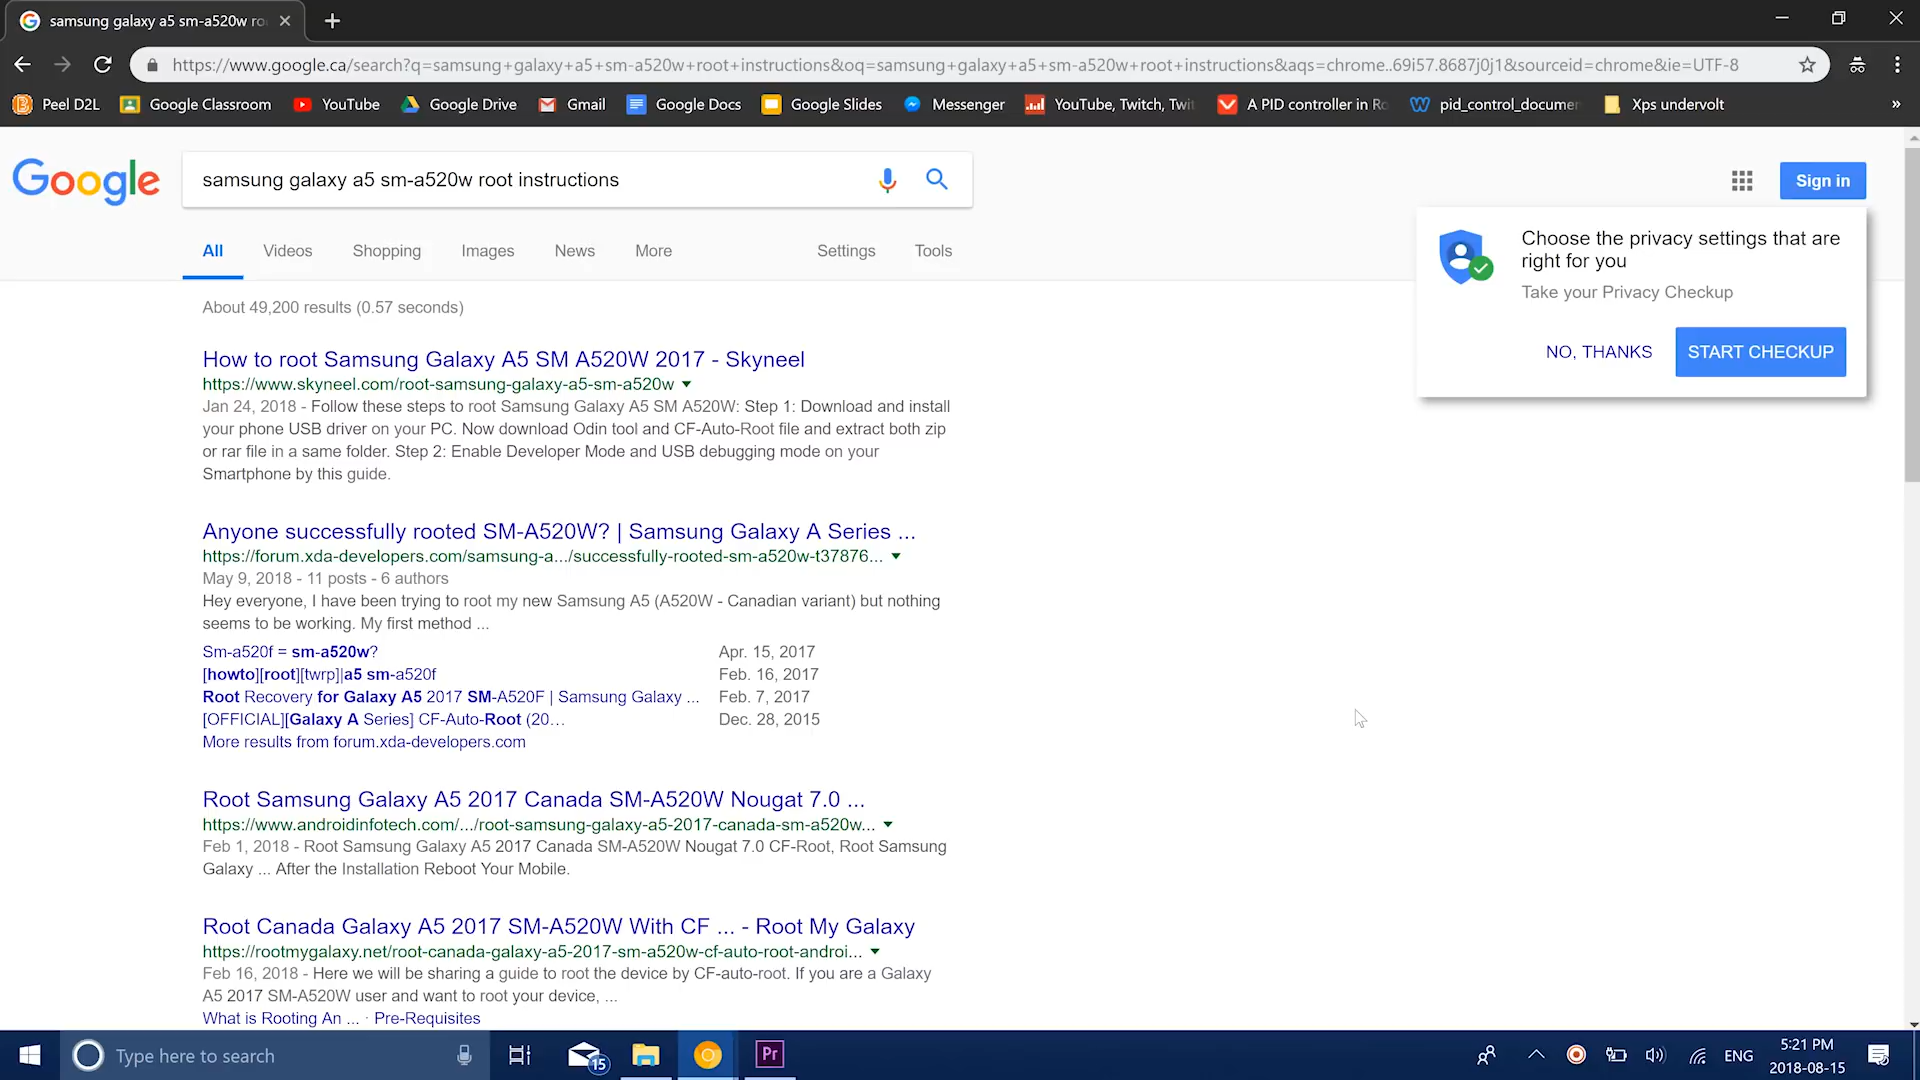 samsung galaxy a5 sm-a520w ro
https://www.google.ca/search?q=samsung+galaxy+a5+sm-a520w+root+instructions&oq=samsung+galaxy+a5+sm-a520w+root+instructions&aqs=chrome..69i57.8687j0j1&sourceid=chrome&ie=UTF-8
Peel D2L Google Classroom YouTube Google Drive Gmail Google Docs Google Slides Messenger YouTube, Twitch, Twit A PID controller in Ro pid_control_documen Xps undervolt »
Google samsung galaxy a5 sm-a520w root instructions Sign in
All Videos Shopping Images News More Settings Tools
Choose the privacy settings that are
right for you
Take your Privacy Checkup
NO, THANKS START CHECKUP
About 49,200 results (0.57 seconds)
How to root Samsung Galaxy A5 SM A520W 2017 - Skyneel
https://www.skyneel.com/root-samsung-galaxy-a5-sm-a520w
Jan 24, 2018 - Follow these steps to root Samsung Galaxy A5 SM A520W: Step 1: Download and install
your phone USB driver on your PC. Now download Odin tool and CF-Auto-Root file and extract both zip
or rar file in a same folder. Step 2: Enable Developer Mode and USB debugging mode on your
Smartphone by this guide.
Anyone successfully rooted SM-A520W? | Samsung Galaxy A Series ...
https://forum.xda-developers.com/samsung-a.../successfully-rooted-sm-a520w-t37876...
May 9, 2018 - 11 posts - 6 authors
Hey everyone, I have been trying to root my new Samsung A5 (A520W - Canadian variant) but nothing
seems to be working. My first method ...
Sm-a520f = sm-a520w? Apr. 15, 2017
[howto][root][twrp]|a5 sm-a520f Feb. 16, 2017
Root Recovery for Galaxy A5 2017 SM-A520F | Samsung Galaxy ... Feb. 7, 2017
[OFFICIAL][Galaxy A Series] CF-Auto-Root (20... Dec. 28, 2015
More results from forum.xda-developers.com
Root Samsung Galaxy A5 2017 Canada SM-A520W Nougat 7.0 ...
https://www.androidinfotech.com/.../root-samsung-galaxy-a5-2017-canada-sm-a520w...
Feb 1, 2018 - Root Samsung Galaxy A5 2017 Canada SM-A520W Nougat 7.0 CF-Root, Root Samsung
Galaxy ... After the Installation Reboot Your Mobile.
Root Canada Galaxy A5 2017 SM-A520W With CF ... - Root My Galaxy
https://rootmygalaxy.net/root-canada-galaxy-a5-2017-sm-a520w-cf-auto-root-androi...
Feb 16, 2018 - Here we will be sharing a guide to root the device by CF-auto-root. If you are a Galaxy
A5 2017 SM-A520W user and want to root your device, ...
What is Rooting An ... · Pre-Requisites
Type here to search 15 Pr ENG 5:21 PM
2018-08-15